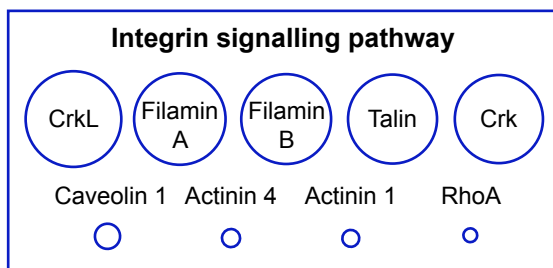 Integrin signalling pathway
CrkL
Filamin
A
Filamin
B
Talin
Crk
Caveolin 1
Actinin 4
Actinin 1
RhoA